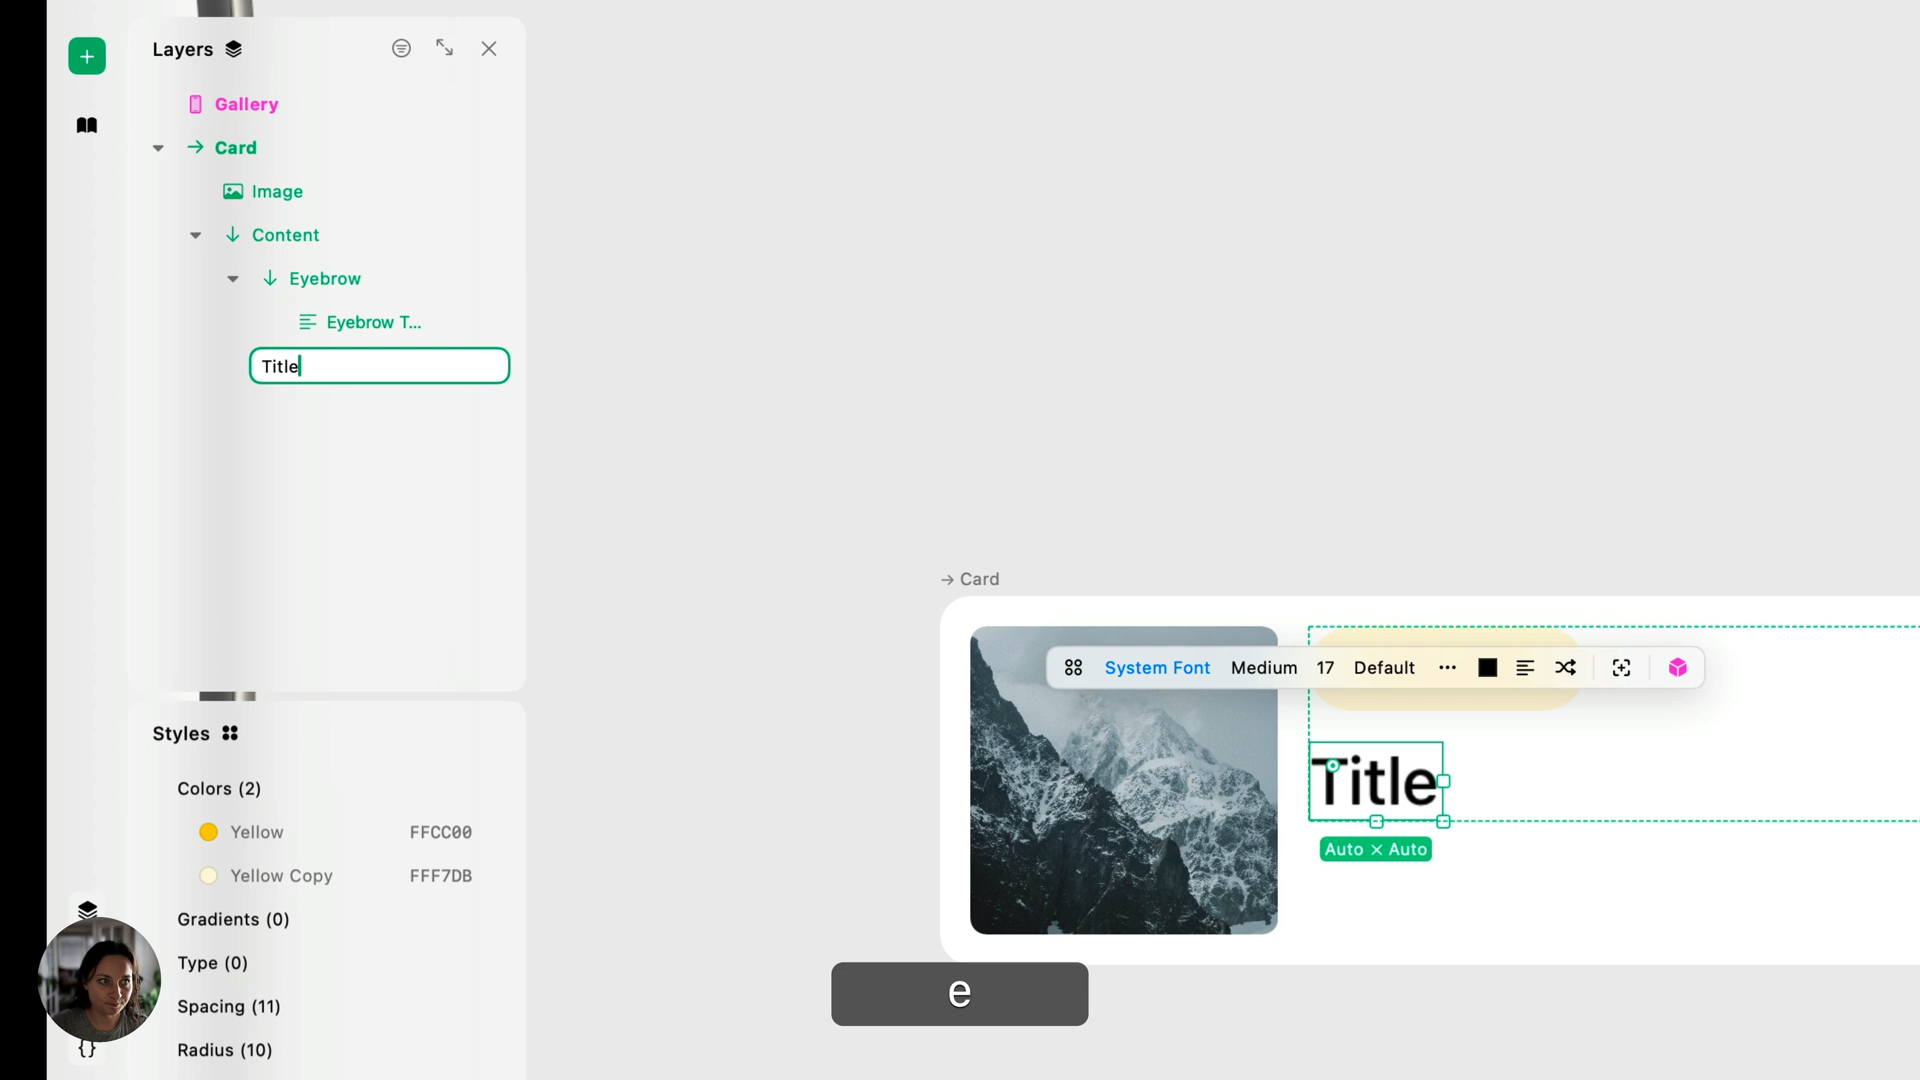 Layers
Gallery
Card
Image
Content
Eyebrow
Eyebrow T...
Title
Styles
Colors (2)
Yellow FFCC00
Yellow Copy FFF7DB
Gradients (0)
Type (0)
Spacing (11)
Radius (10)
{}
→ Card
System Font Medium 17 Default ...
Title
Auto × Auto
e